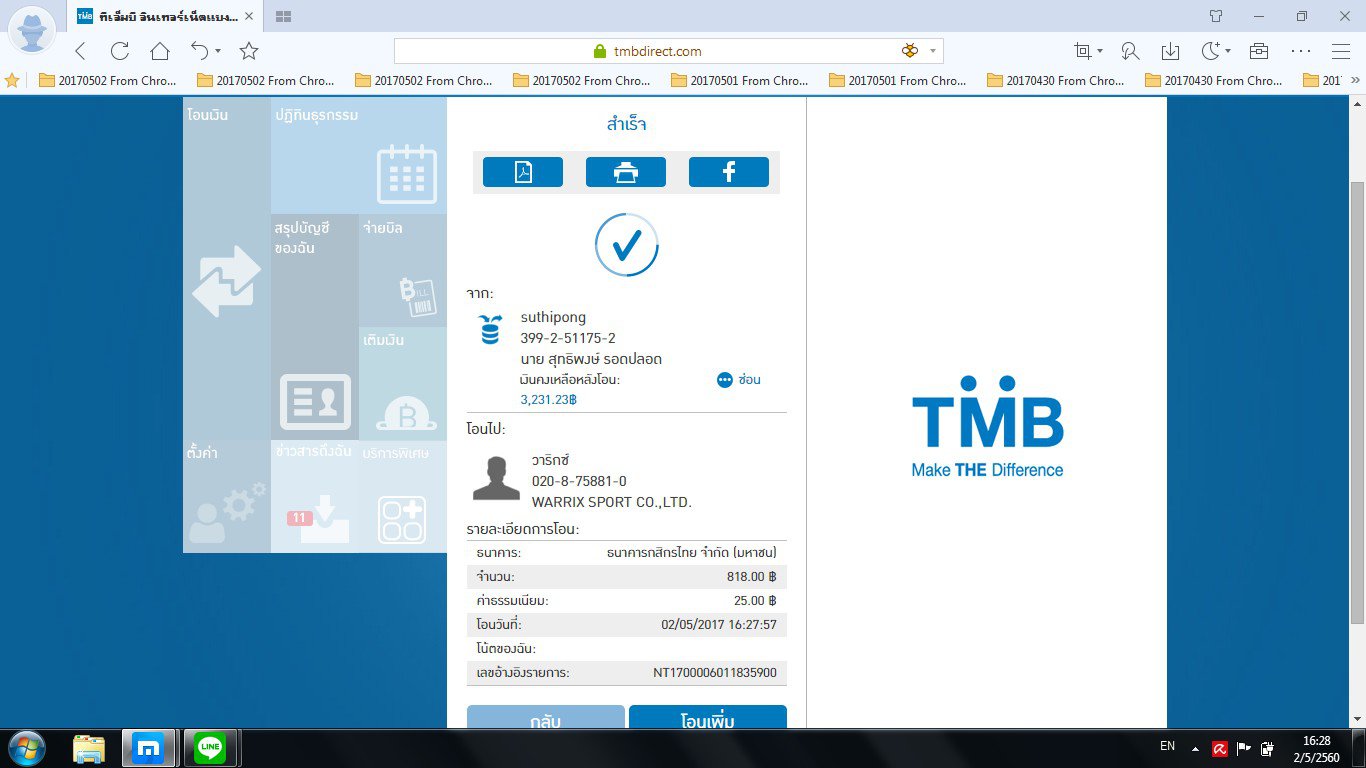 ทีเอ็มบี อินเทอร์เน็ตแบง...
tmbdirect.com
20170502 From Chro...
20170502 From Chro...
20170502 From Chro...
20170502 From Chro...
20170501 From Chro...
20170501 From Chro...
20170430 From Chro...
20170430 From Chro...
201
โอนเงิน
ปฏิทินธุรกรรม
สรุปบัญชี
ของฉัน
จ่ายบิล
BILL
เติมเงิน
ตั้งค่า
ข่าวสารถึงฉัน
11
บริการพิเศษ
สำเร็จ
จาก:
suthipong
399-2-51175-2
นาย สุทธิพงษ์ รอดปลอด
เงินคงเหลือหลังโอน:
ซ่อน
3,231.23฿
โอนไป:
วาริกซ์
020-8-75881-0
WARRIX SPORT CO.,LTD.
รายละเอียดการโอน:
ธนาคาร: ธนาคารกสิกรไทย จำกัด (มหาชน)
จำนวน: 818.00 ฿
ค่าธรรมเนียม: 25.00 ฿
โอนวันที่: 02/05/2017 16:27:57
โน้ตของฉัน:
เลขอ้างอิงรายการ: NT1700006011835900
กลับ
โอนเพิ่ม
TMB
Make THE Difference
LINE
EN
16:28
2/5/2560